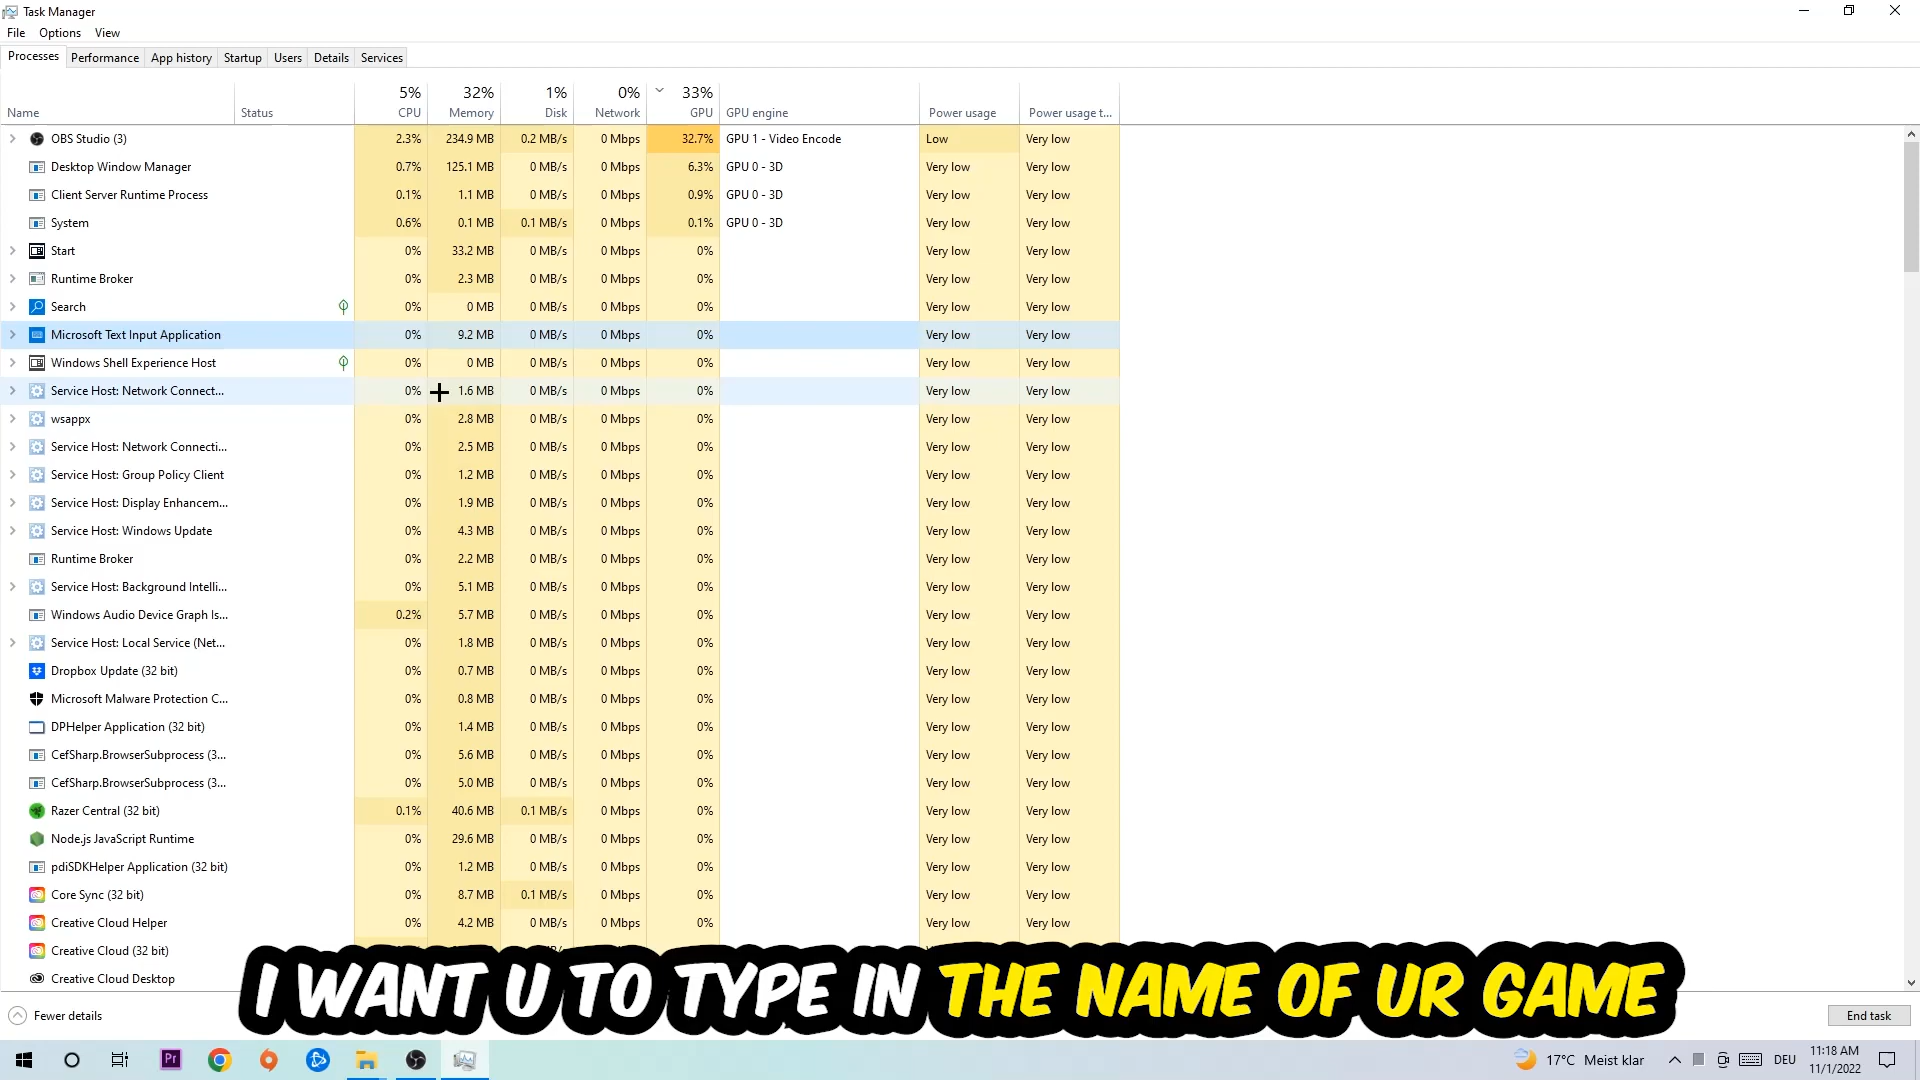 Task Manager
File Options View
Processes Performance App history Startup Users Details Services
5% 32% 1% 0% 33%
Name Status CPU Memory Disk Network GPU GPU engine Power usage Power usage t...
OBS Studio (3) 2.3% 234.9 MB 0.2 MB/s 0 Mbps 32.7% GPU 1 - Video Encode Low Very low
Desktop Window Manager 0.7% 125.1 MB 0 MB/s 0 Mbps 6.3% GPU 0 - 3D Very low Very low
Client Server Runtime Process 0.1% 1.1 MB 0 MB/s 0 Mbps 0.9% GPU 0 - 3D Very low Very low
System 0.6% 0.1 MB 0.1 MB/s 0 Mbps 0.1% GPU 0 - 3D Very low Very low
Start 0% 33.2 MB 0 MB/s 0 Mbps 0% Very low Very low
Runtime Broker 0% 2.3 MB 0 MB/s 0 Mbps 0% Very low Very low
Search 0% 0 MB 0 MB/s 0 Mbps 0% Very low Very low
Microsoft Text Input Application 0% 9.2 MB 0 MB/s 0 Mbps 0% Very low Very low
Windows Shell Experience Host 0% 0 MB 0 MB/s 0 Mbps 0% Very low Very low
Service Host: Network Connect... 0% 1.6 MB 0 MB/s 0 Mbps 0% Very low Very low
wsappx 0% 2.8 MB 0 MB/s 0 Mbps 0% Very low Very low
Service Host: Network Connecti... 0% 2.5 MB 0 MB/s 0 Mbps 0% Very low Very low
Service Host: Group Policy Client 0% 1.2 MB 0 MB/s 0 Mbps 0% Very low Very low
Service Host: Display Enhancem... 0% 1.9 MB 0 MB/s 0 Mbps 0% Very low Very low
Service Host: Windows Update 0% 4.3 MB 0 MB/s 0 Mbps 0% Very low Very low
Runtime Broker 0% 2.2 MB 0 MB/s 0 Mbps 0% Very low Very low
Service Host: Background Intelli... 0% 5.1 MB 0 MB/s 0 Mbps 0% Very low Very low
Windows Audio Device Graph Is... 0.2% 5.7 MB 0 MB/s 0 Mbps 0% Very low Very low
Service Host: Local Service (Net... 0% 1.8 MB 0 MB/s 0 Mbps 0% Very low Very low
Dropbox Update (32 bit) 0% 0.7 MB 0 MB/s 0 Mbps 0% Very low Very low
Microsoft Malware Protection C... 0% 0.8 MB 0 MB/s 0 Mbps 0% Very low Very low
DPHelper Application (32 bit) 0% 1.4 MB 0 MB/s 0 Mbps 0% Very low Very low
CefSharp.BrowserSubprocess (3... 0% 5.6 MB 0 MB/s 0 Mbps 0% Very low Very low
CefSharp.BrowserSubprocess (3... 0% 5.0 MB 0 MB/s 0 Mbps 0% Very low Very low
Razer Central (32 bit) 0.1% 40.6 MB 0.1 MB/s 0 Mbps 0% Very low Very low
Node.js JavaScript Runtime 0% 29.6 MB 0 MB/s 0 Mbps 0% Very low Very low
pdiSDKHelper Application (32 bit) 0% 1.2 MB 0 MB/s 0 Mbps 0% Very low Very low
Core Sync (32 bit) 0% 8.7 MB 0.1 MB/s 0 Mbps 0% Very low Very low
Creative Cloud Helper 0% 4.2 MB 0 MB/s 0 Mbps 0% Very low Very low
Creative Cloud (32 bit)
Creative Cloud Desktop
I WANT U TO TYPE IN THE NAME OF UR GAME
Fewer details End task
Pr 17°C Meist klar DEU 11:18 AM
11/1/2022